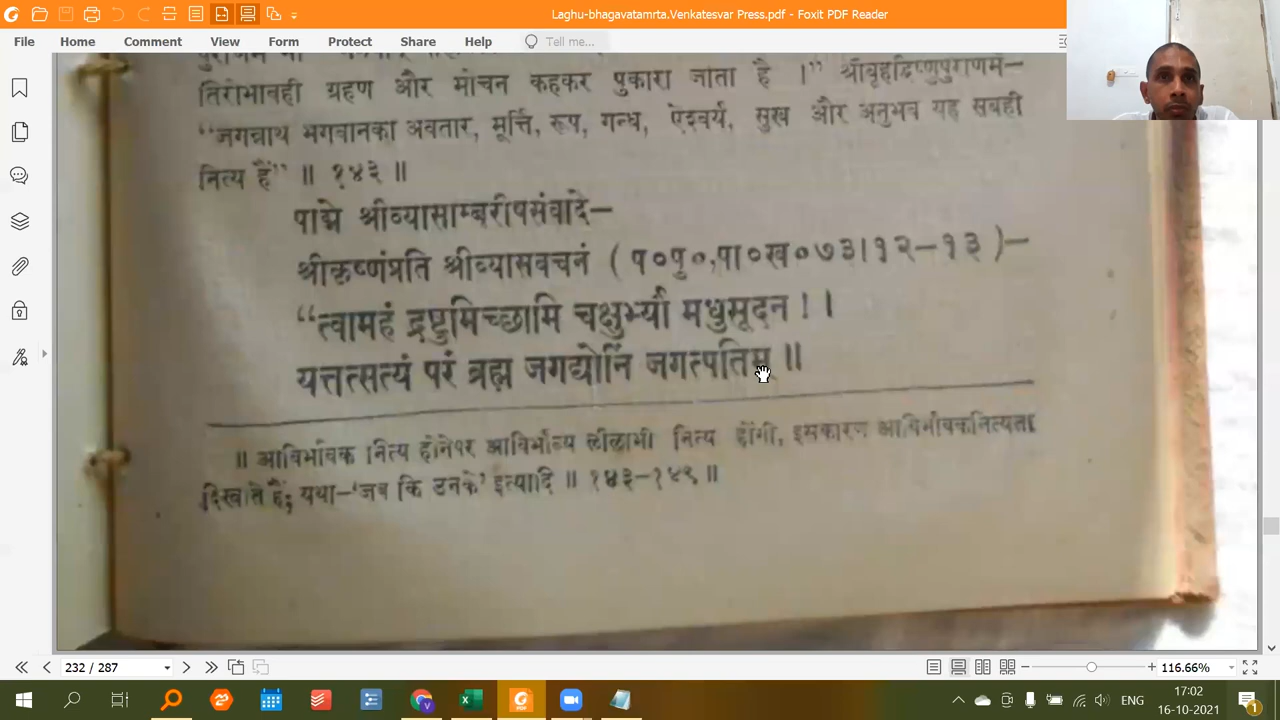 Laghu-bhagavatamrta.Venkatesvar Press.pdf - Foxit PDF Reader
File Home Comment View Form Protect Share Help Tell me...
तिरोभावही ग्रहण और मोचन कहकर पुकारा जाता है ।” श्रीबृहद्विष्णुपुराणम–
“जगन्नाथ भगवानका अवतार, मूर्त्ति, रूप, गन्ध, ऐश्वर्य, सुख और अनुभव यह सबही
नित्य हैं” ॥ १४३ ॥
पाद्मे श्रीव्यासाम्बरीषसंवादे–
श्रीकृष्णंप्रति श्रीव्यासवचनं ( प०पु०,पा०ख०७३।१२–१३ )–
“त्वामहं द्रष्टुमिच्छामि चक्षुर्भ्यां मधुसूदन ! ।
यत्तत्सत्यं परं ब्रह्म जगद्योनिं जगत्पतिम् ॥
॥ आविर्भावक नित्य होनेपर आविर्भाव्य लीलाभी नित्य होंगी, इसकारण आविर्भावकनित्यता
दिखाते हैं; यथा–‘जब कि उनके’ इत्यादि ॥ १४३–१४९ ॥
232 / 287
116.66%
ENG
17:02
16-10-2021
1